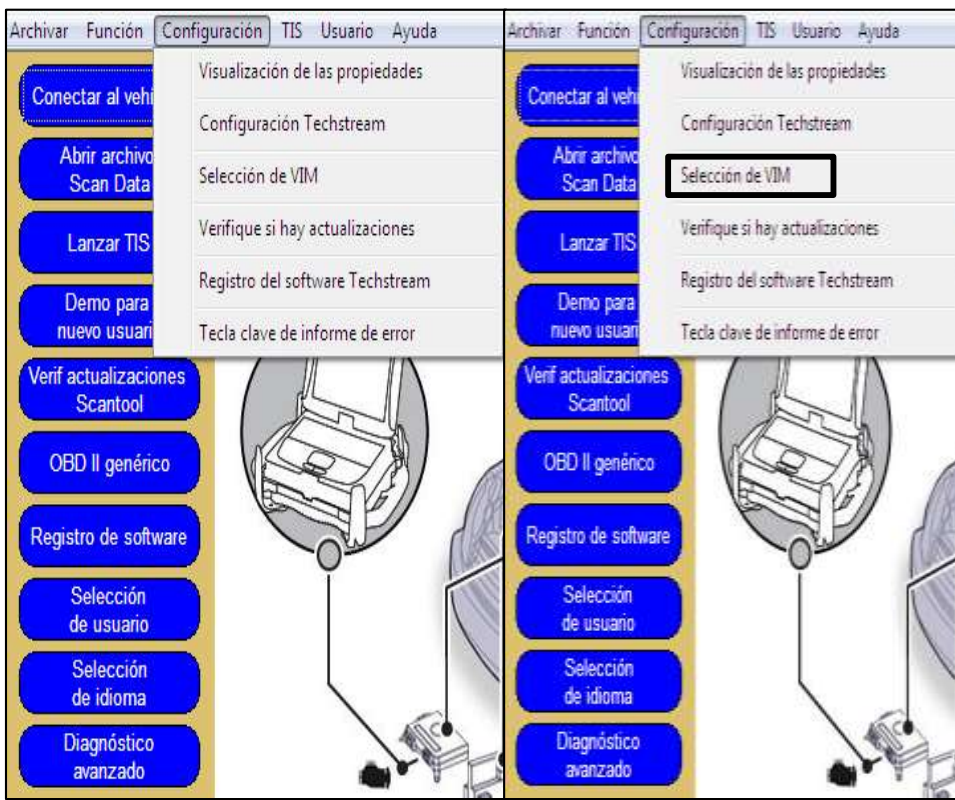 Archivar Función Configuración TIS Usuario Ayuda
Visualización de las propiedades
Configuración Techstream
Selección de VIM
Verifique si hay actualizaciones
Registro del software Techstream
Tecla clave de informe de error
Conectar al vehi
Abrir archivo
Scan Data
Lanzar TIS
Demo para
nuevo usuari
Verif actualizaciones
Scantool
OBD II genérico
Registro de software
Selección
de usuario
Selección
de idioma
Diagnóstico
avanzado
Archivar Función Configuración TIS Usuario Ayuda
Visualización de las propiedades
Configuración Techstream
Selección de VIM
Verifique si hay actualizaciones
Registro del software Techstream
Tecla clave de informe de error
Conectar al vehi
Abrir archivo
Scan Data
Lanzar TIS
Demo para
nuevo usuari
Verif actualizaciones
Scantool
OBD II genérico
Registro de software
Selección
de usuario
Selección
de idioma
Diagnóstico
avanzado